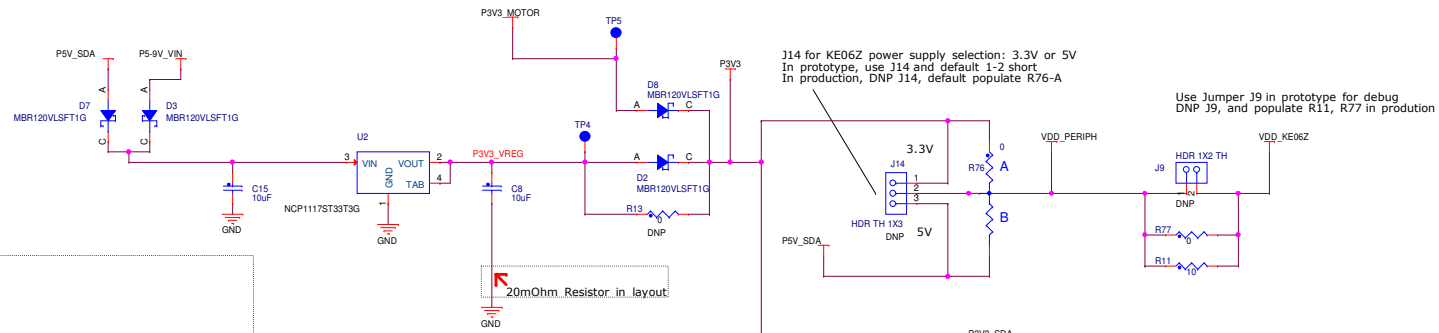 P3V3_MOTOR
TP5
P5V_SDA
P5-9V_VIN
P3V3
J14 for KE06Z power supply selection: 3.3V or 5V
In prototype, use J14 and default 1-2 short
In production, DNP J14, default populate R76-A
Use Jumper J9 in prototype for debug
DNP J9, and populate R11, R77 in prodution
D8
MBR120VLSFT1G
A
C
A
A
D7
MBR120VLSFT1G
D3
MBR120VLSFT1G
C
C
TP4
U2
P3V3_VREG
3
VIN
VOUT
2
GND
TAB
4
1
NCP1117ST33T3G
GND
C15
10uF
GND
C8
10uF
A
C
D2
MBR120VLSFT1G
R13
0
DNP
20mOhm Resistor in layout
GND
3.3V
J14
1
2
3
HDR TH 1X3
DNP
5V
P5V_SDA
0
R76
A
B
VDD_PERIPH
VDD_KE06Z
HDR 1X2 TH
J9
1
2
DNP
R77
0
R11
10
P3V3_SDA